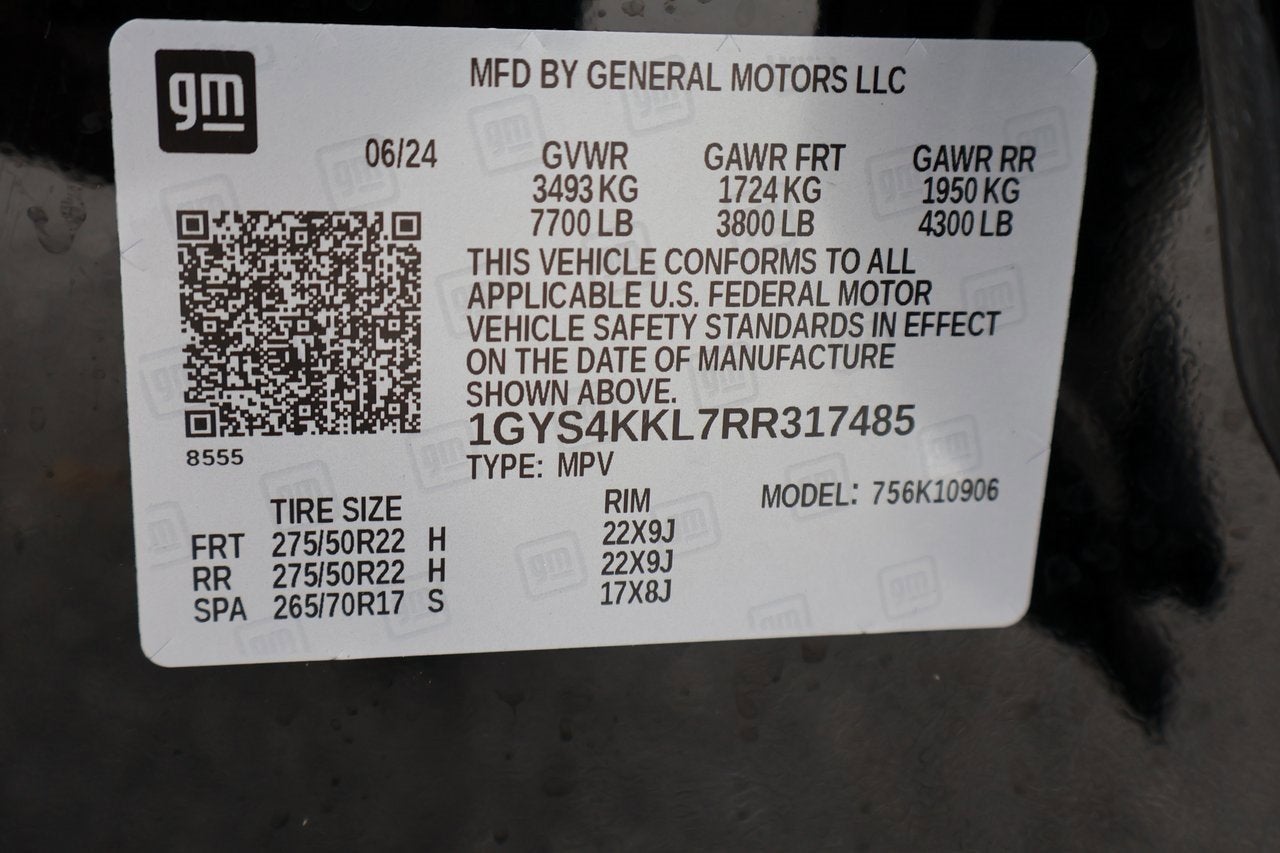 gm
MFD BY GENERAL MOTORS LLC
06/24 GVWR GAWR FRT GAWR RR
3493 KG 1724 KG 1950 KG
7700 LB 3800 LB 4300 LB
THIS VEHICLE CONFORMS TO ALL
APPLICABLE U.S. FEDERAL MOTOR
VEHICLE SAFETY STANDARDS IN EFFECT
ON THE DATE OF MANUFACTURE
SHOWN ABOVE.
1GYS4KKL7RR317485
8555
TYPE: MPV
MODEL: 756K10906
TIRE SIZE RIM
FRT 275/50R22 H 22X9J
RR 275/50R22 H 22X9J
SPA 265/70R17 S 17X8J